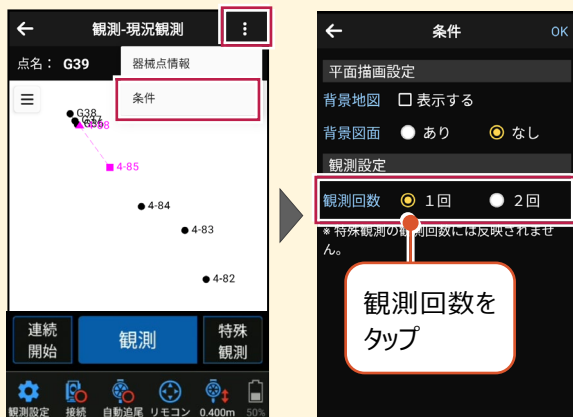 観測-現況観測
点名： G39
器械点情報
条件
G38
4-85
4-84
4-83
4-82
連続
開始
観測
特殊
観測
観測設定
接続
自動追尾
リモコン
0.400m
50%
条件
OK
平面描画設定
背景地図 表示する
背景図面 あり なし
観測設定
観測回数 1回 2回
※ 特殊観測の観測回数には反映されませ
ん。
観測回数を
タップ